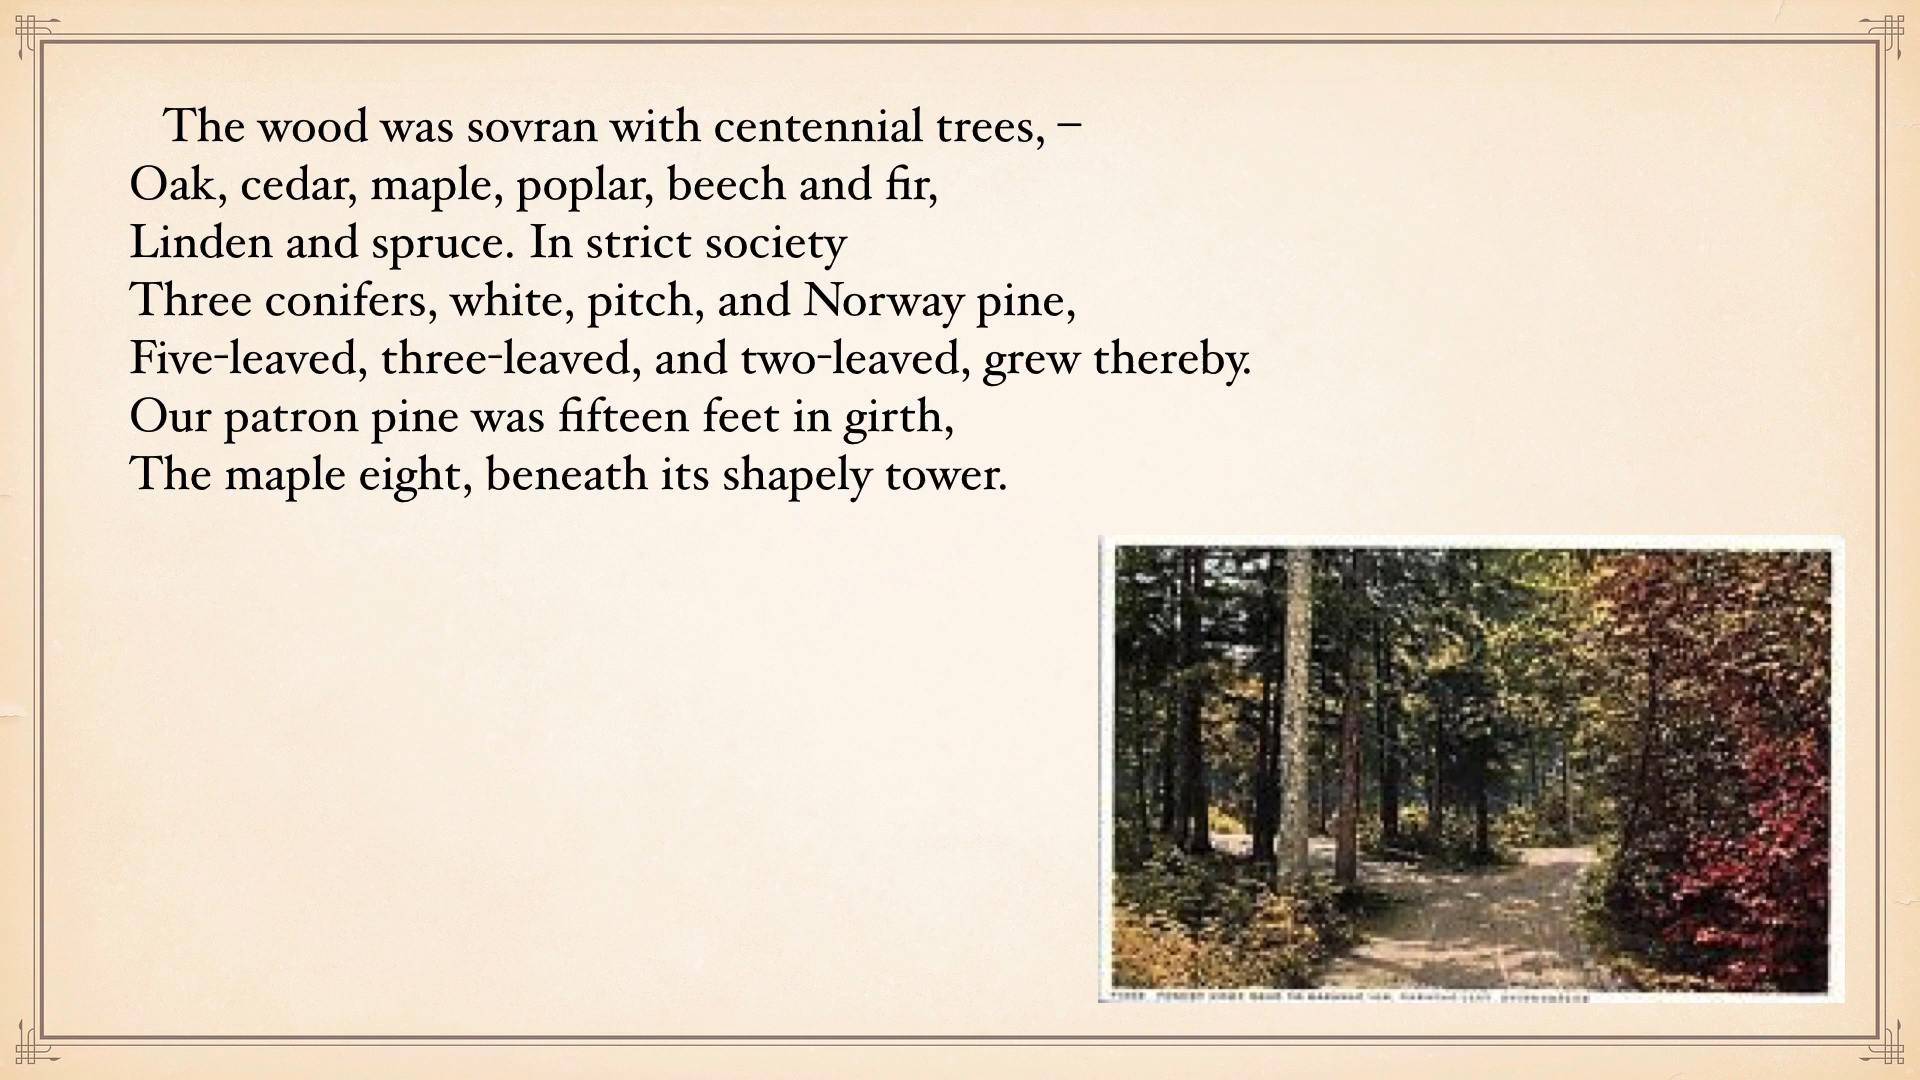 The wood was sovran with centennial trees, –
Oak, cedar, maple, poplar, beech and fir,
Linden and spruce. In strict society
Three conifers, white, pitch, and Norway pine,
Five-leaved, three-leaved, and two-leaved, grew thereby.
Our patron pine was fifteen feet in girth,
The maple eight, beneath its shapely tower.